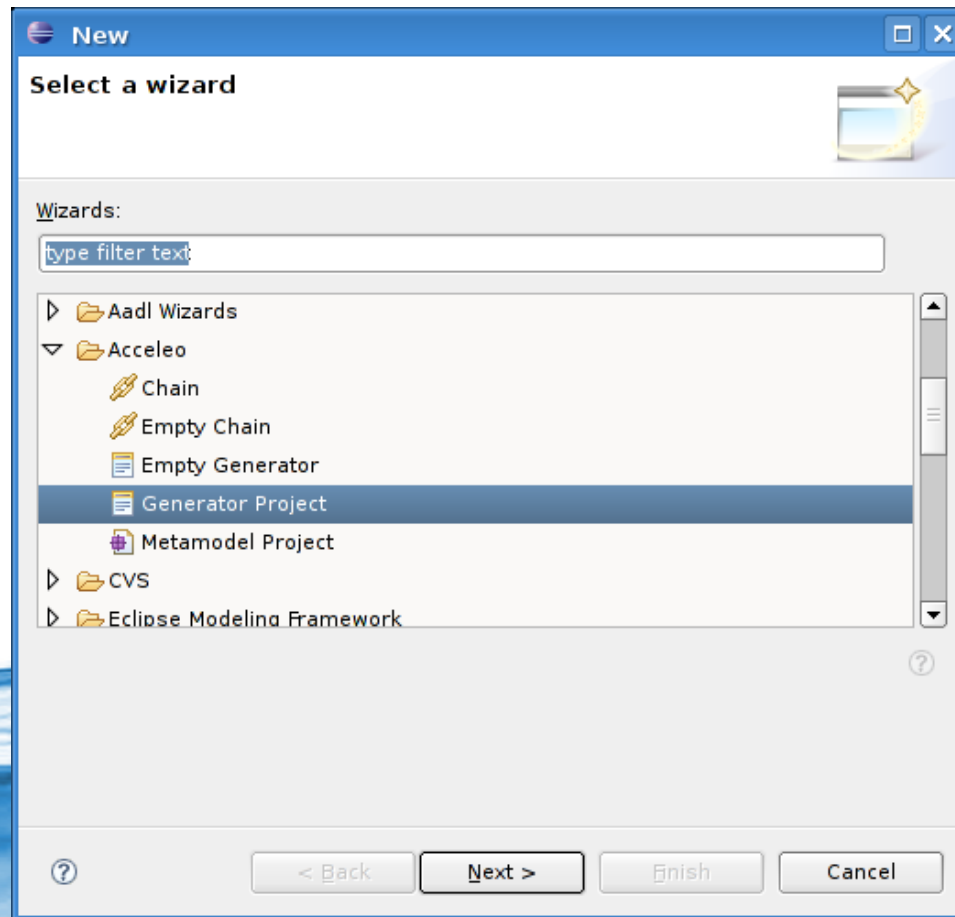 New
Select a wizard
Wizards:
type filter text
Aadl Wizards
Acceleo
Chain
Empty Chain
Empty Generator
Generator Project
Metamodel Project
CVS
Eclipse Modeling Framework
< Back
Next >
Finish
Cancel